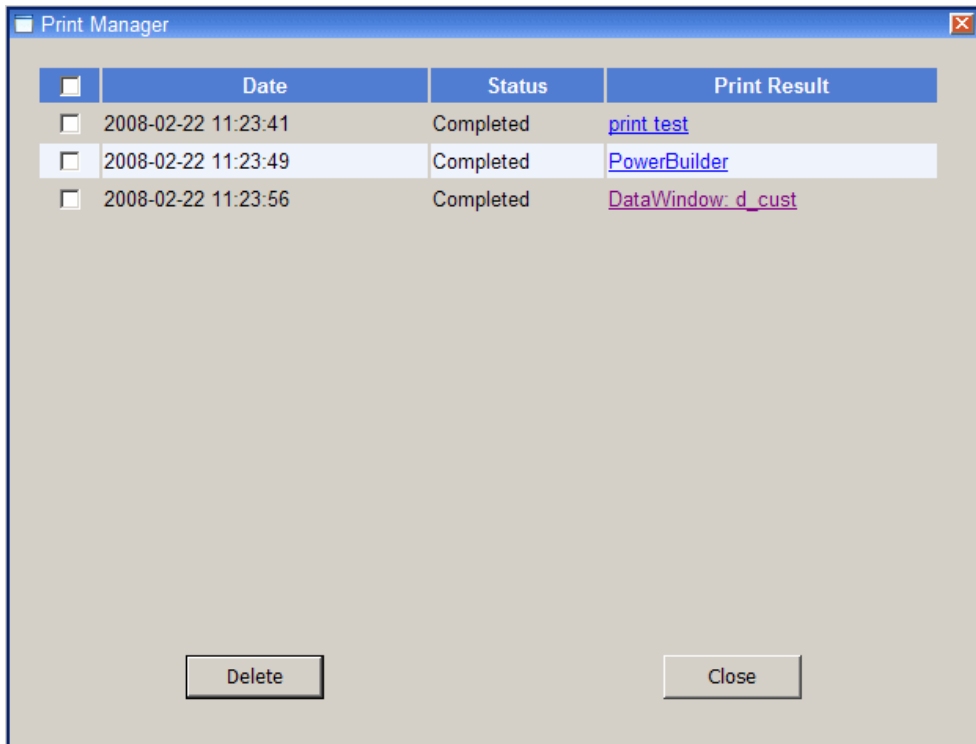 Print Manager
Date Status Print Result
2008-02-22 11:23:41 Completed print test
2008-02-22 11:23:49 Completed PowerBuilder
2008-02-22 11:23:56 Completed DataWindow: d_cust
Delete Close